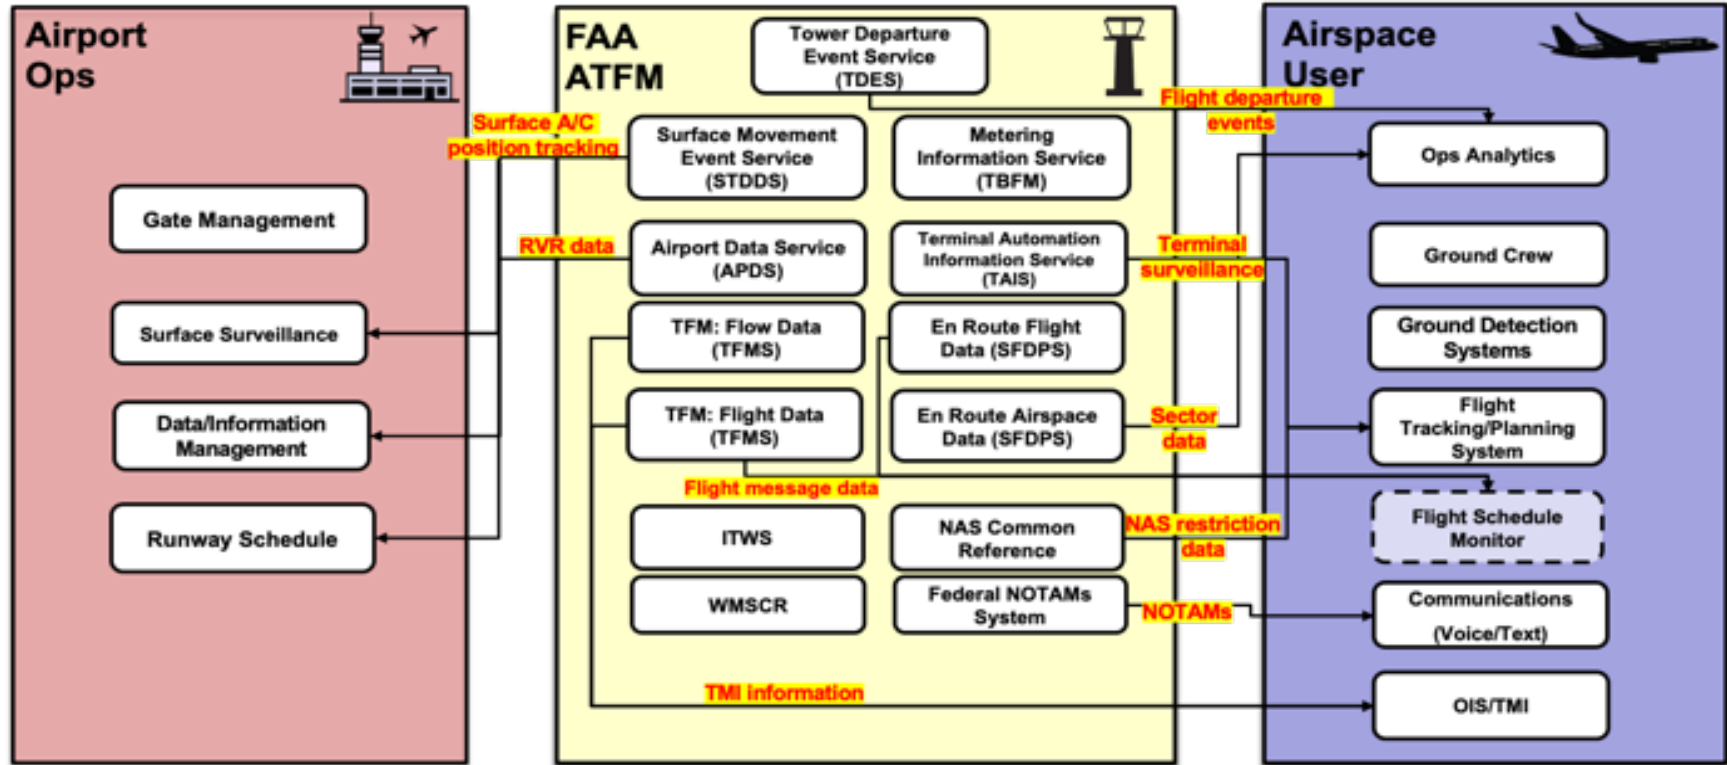 Airport
Ops
Gate Management
Surface Surveillance
Data/Information
Management
Runway Schedule
Surface A/C
position tracking
RVR data
FAA
ATFM
Tower Departure
Event Service
(TDES)
Surface Movement
Event Service
(STDDS)
Metering
Information Service
(TBFM)
Airport Data Service
(APDS)
Terminal Automation
Information Service
(TAIS)
TFM: Flow Data
(TFMS)
En Route Flight
Data (SFDPS)
TFM: Flight Data
(TFMS)
En Route Airspace
Data (SFDPS)
Flight message data
ITWS
NAS Common
Reference
WMSCR
Federal NOTAMs
System
TMI information
Flight departure
events
Terminal
surveillance
Sector
data
NAS restriction
data
NOTAMs
Airspace
User
Ops Analytics
Ground Crew
Ground Detection
Systems
Flight
Tracking/Planning
System
Flight Schedule
Monitor
Communications
(Voice/Text)
OIS/TMI